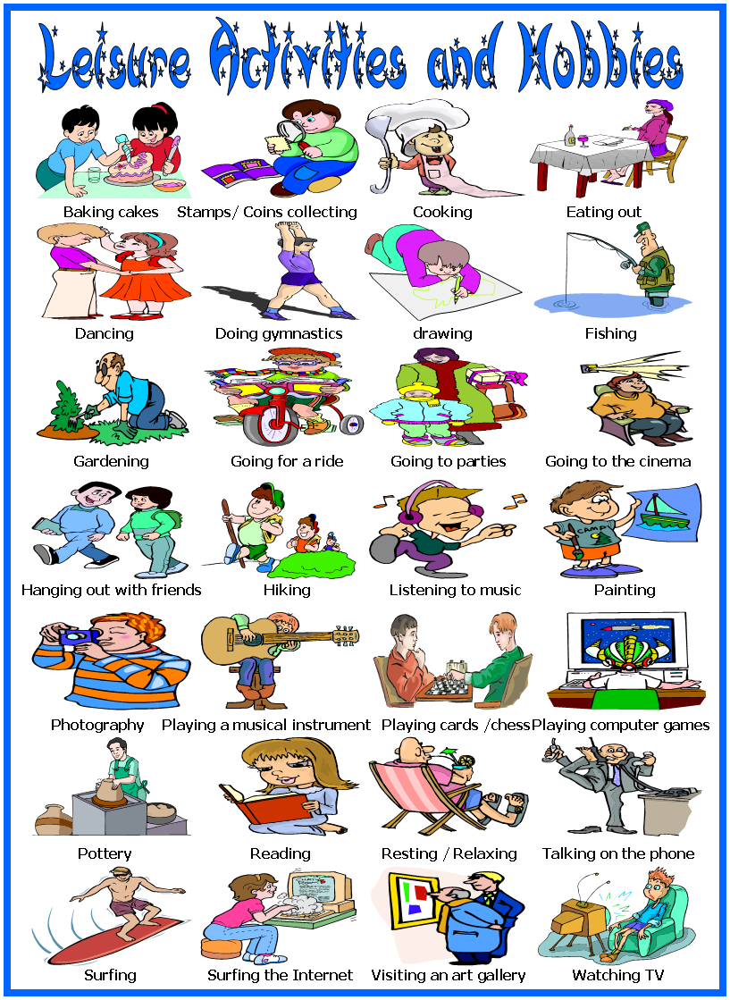 Leisure Activities and Hobbies
Baking cakes
Stamps/ Coins collecting
Cooking
Eating out
Dancing
Doing gymnastics
drawing
Fishing
Gardening
Going for a ride
Going to parties
Going to the cinema
CAMPY
Hanging out with friends
Hiking
Listening to music
Painting
Photography
Playing a musical instrument
Playing cards /chess
Playing computer games
Pottery
Reading
Resting / Relaxing
Talking on the phone
Surfing
Surfing the Internet
Visiting an art gallery
Watching TV